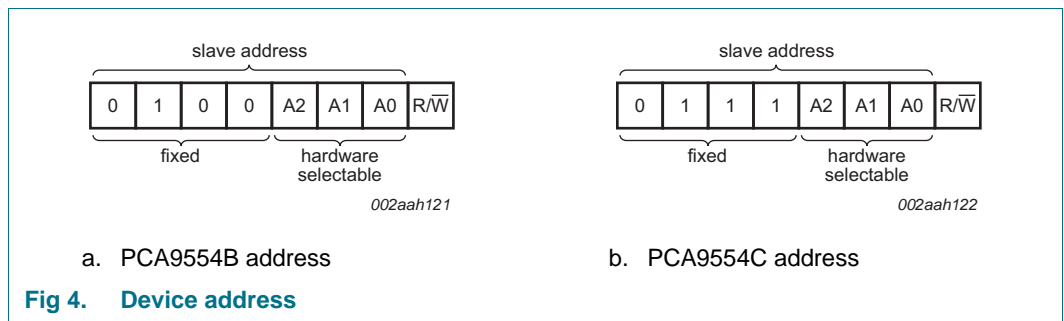 slave address
0 1 0 0 A2 A1 A0 R/W̅
fixed
hardware
selectable
002aah121
a. PCA9554B address
slave address
0 1 1 1 A2 A1 A0 R/W̅
fixed
hardware
selectable
002aah122
b. PCA9554C address
Fig 4. Device address